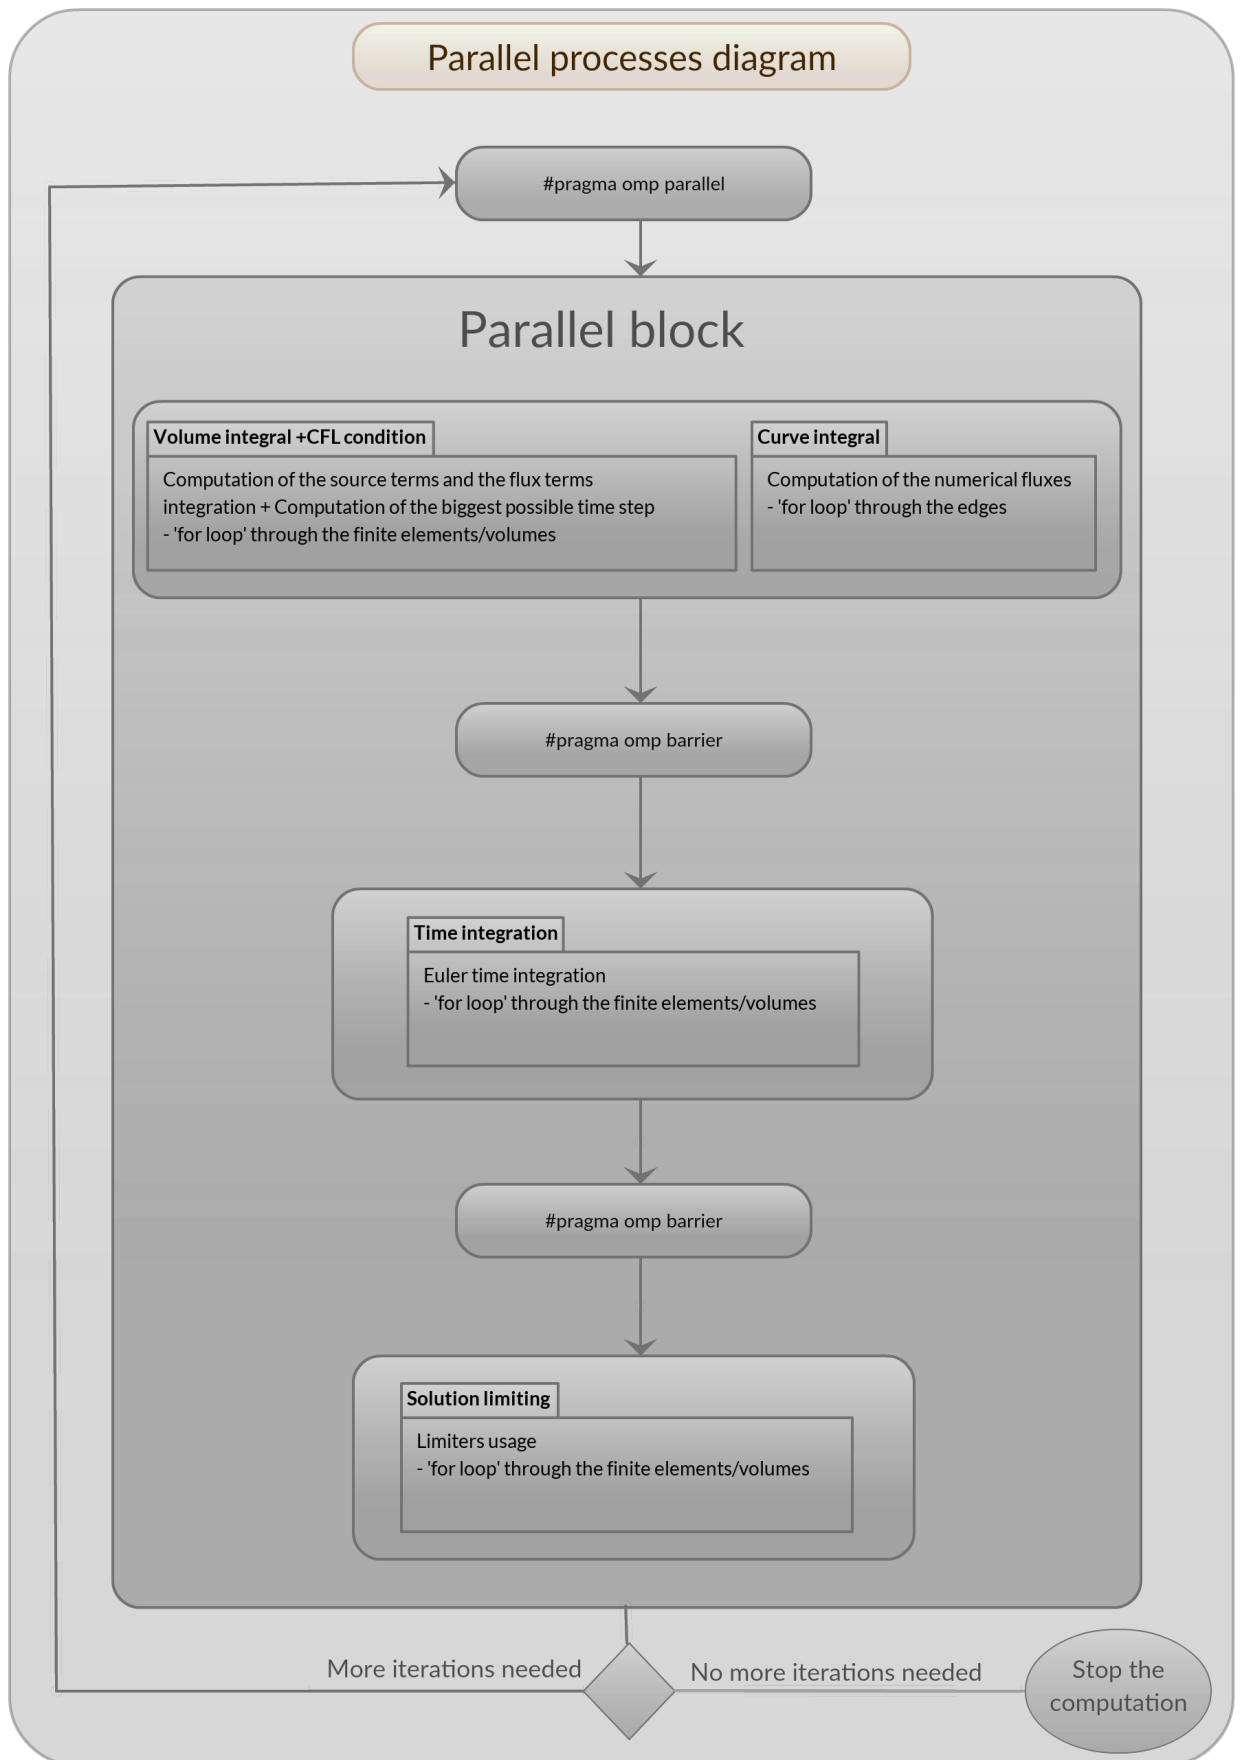 Parallel processes diagram
#pragma omp parallel
Parallel block
Volume integral +CFL condition
Computation of the source terms and the flux terms
integration + Computation of the biggest possible time step
- 'for loop' through the finite elements/volumes
Curve integral
Computation of the numerical fluxes
- 'for loop' through the edges
#pragma omp barrier
Time integration
Euler time integration
- 'for loop' through the finite elements/volumes
#pragma omp barrier
Solution limiting
Limiters usage
- 'for loop' through the finite elements/volumes
More iterations needed
No more iterations needed
Stop the
computation